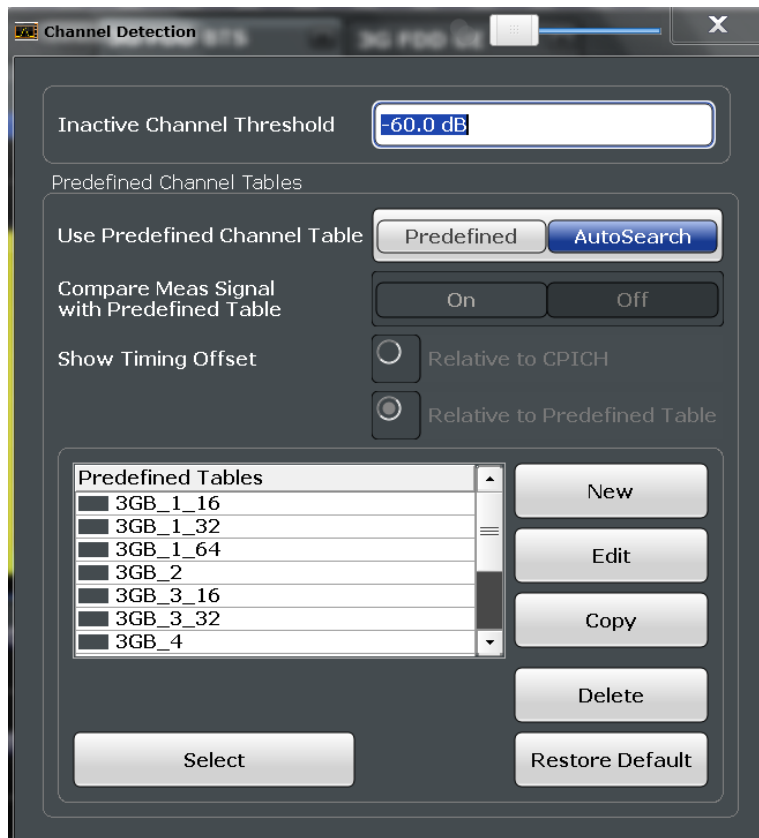 Channel Detection
X
Inactive Channel Threshold
-60.0 dB
Predefined Channel Tables
Use Predefined Channel Table
Predefined
AutoSearch
Compare Meas Signal
with Predefined Table
On
Off
Show Timing Offset
Relative to CPICH
Relative to Predefined Table
Predefined Tables
3GB_1_16
3GB_1_32
3GB_1_64
3GB_2
3GB_3_16
3GB_3_32
3GB_4
New
Edit
Copy
Delete
Select
Restore Default